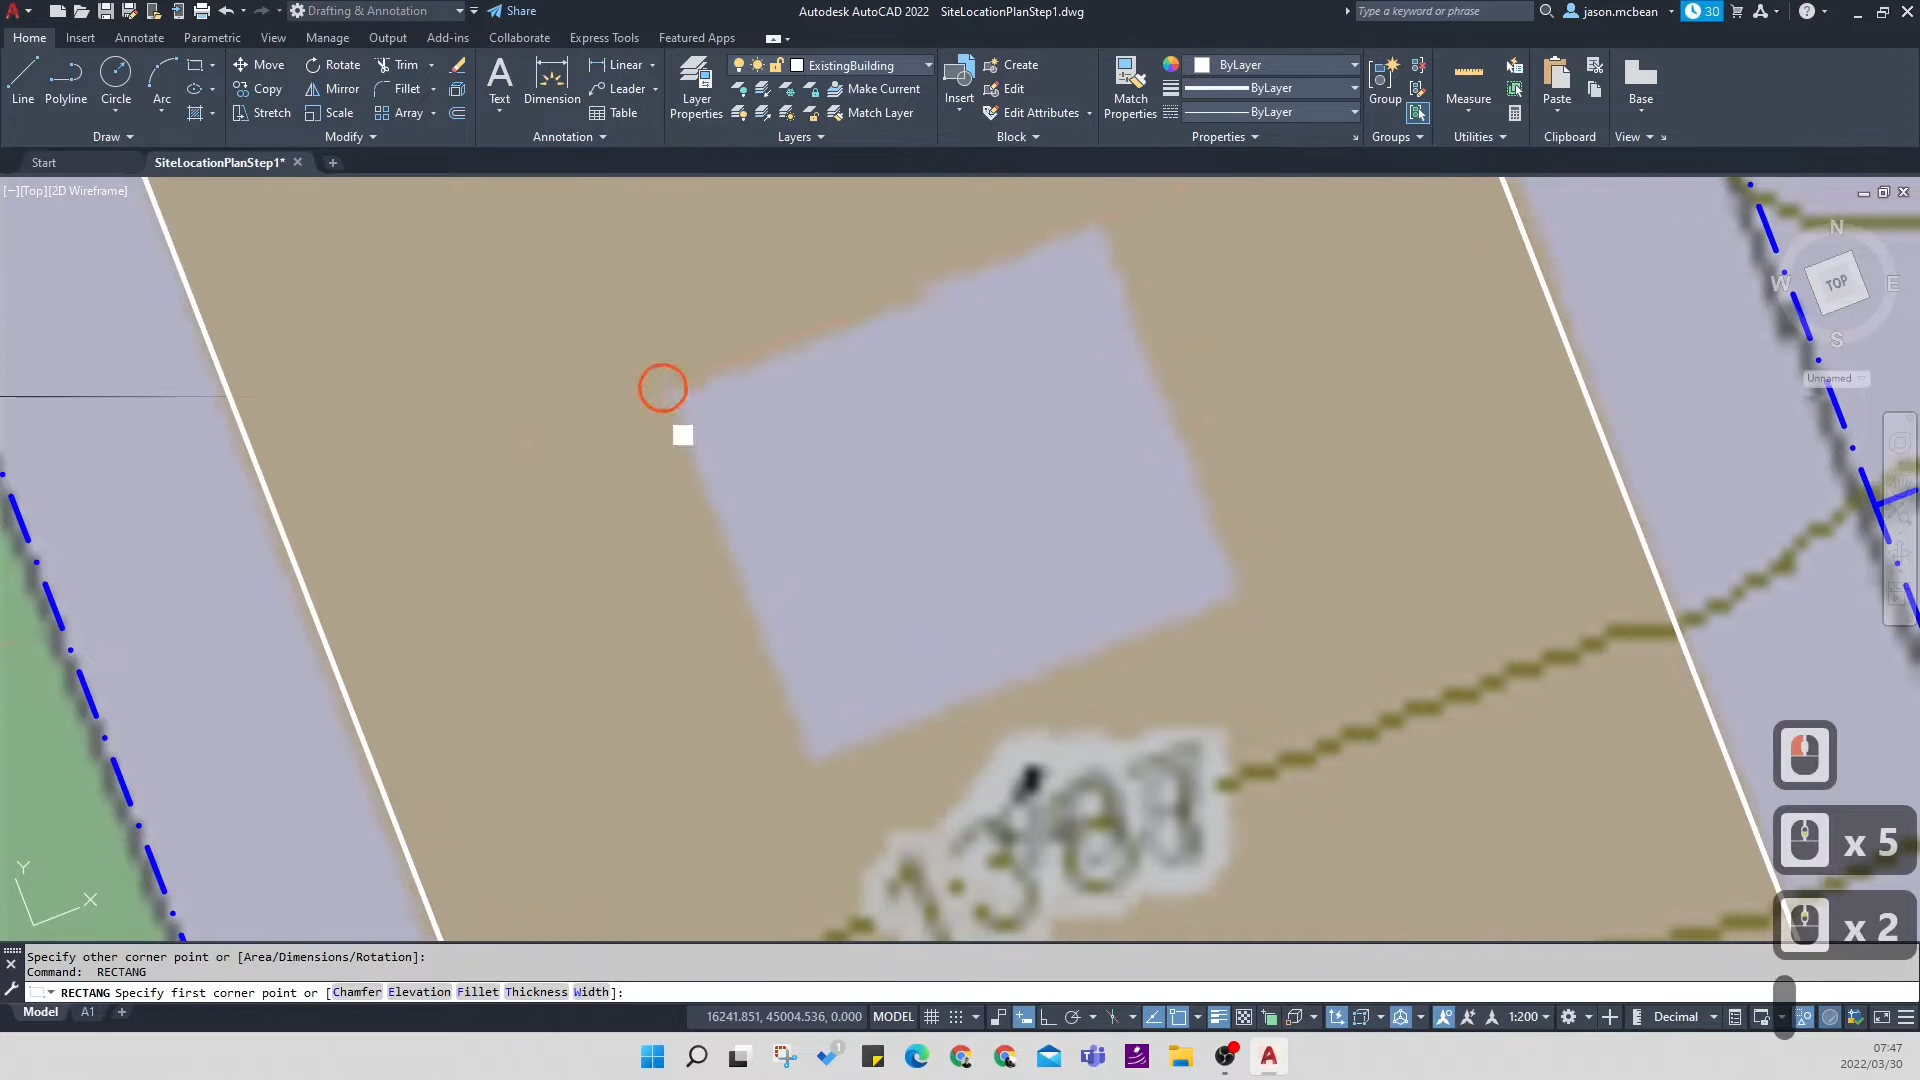 Drafting & Annotation
Share
Autodesk AutoCAD 2022 SiteLocationPlanStep1.dwg
Type a keyword or phrase
jason.mcbean
30
Home Insert Annotate Parametric View Manage Output Add-ins Collaborate Express Tools Featured Apps
Line Polyline Circle Arc
Move Rotate Trim
Copy Mirror Fillet
Stretch Scale Array
Text Dimension
Linear
Leader
Table
Layer Properties
ExistingBuilding
Make Current
Match Layer
Insert
Create
Edit
Edit Attributes
Match Properties
ByLayer
ByLayer
ByLayer
Group
Measure
Paste
Base
Draw Modify Annotation Layers Block Properties Groups Utilities Clipboard View
Start SiteLocationPlanStep1*
[−][Top][2D Wireframe]
N
W TOP E
S
Unnamed
x 5
x 2
Y
X
Specify other corner point or [Area/Dimensions/Rotation]:
Command: RECTANG
RECTANG Specify first corner point or [Chamfer Elevation Fillet Thickness Width]:
Model A1
16241.851, 45004.536, 0.000 MODEL
1:200
Decimal
07:47
2022/03/30